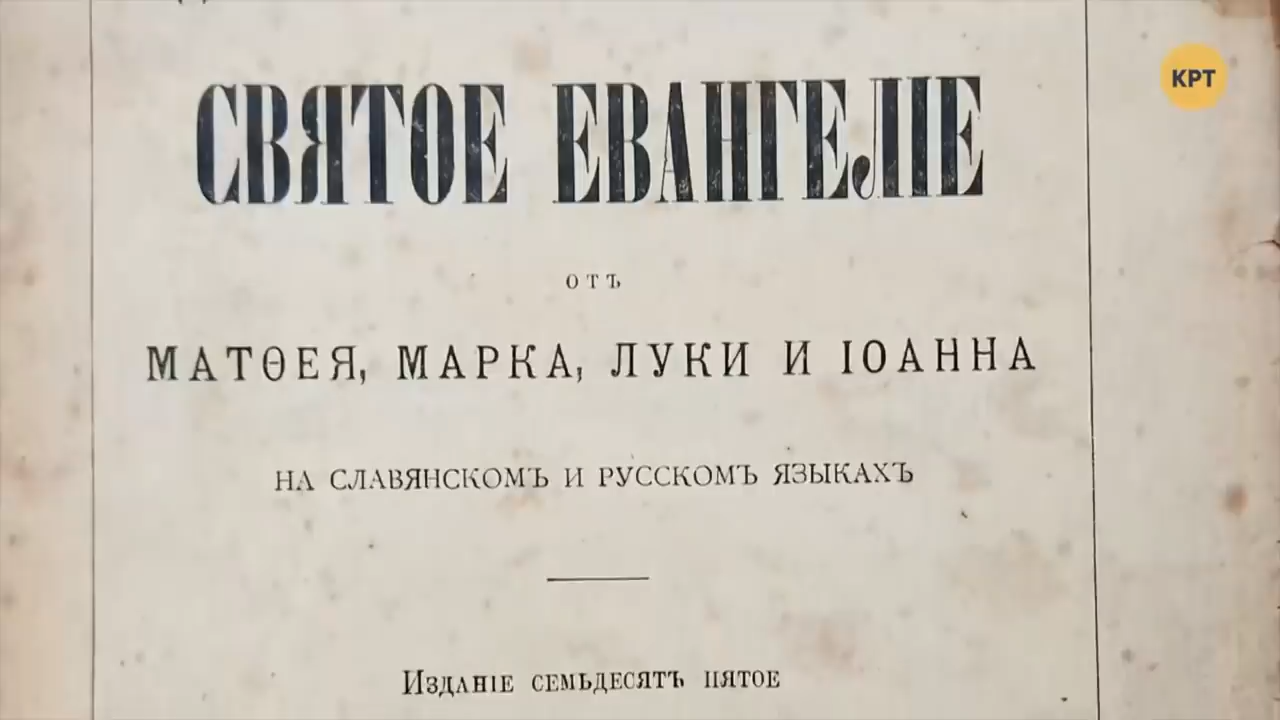 СВЯТОЕ ЕВАНГЕЛІЕ
КРТ
отъ
МАТѲЕЯ, МАРКА, ЛУКИ И ІОАННА
НА СЛАВЯНСКОМЪ И РУССКОМЪ ЯЗЫКАХЪ
Изданіе семьдесятъ пятое